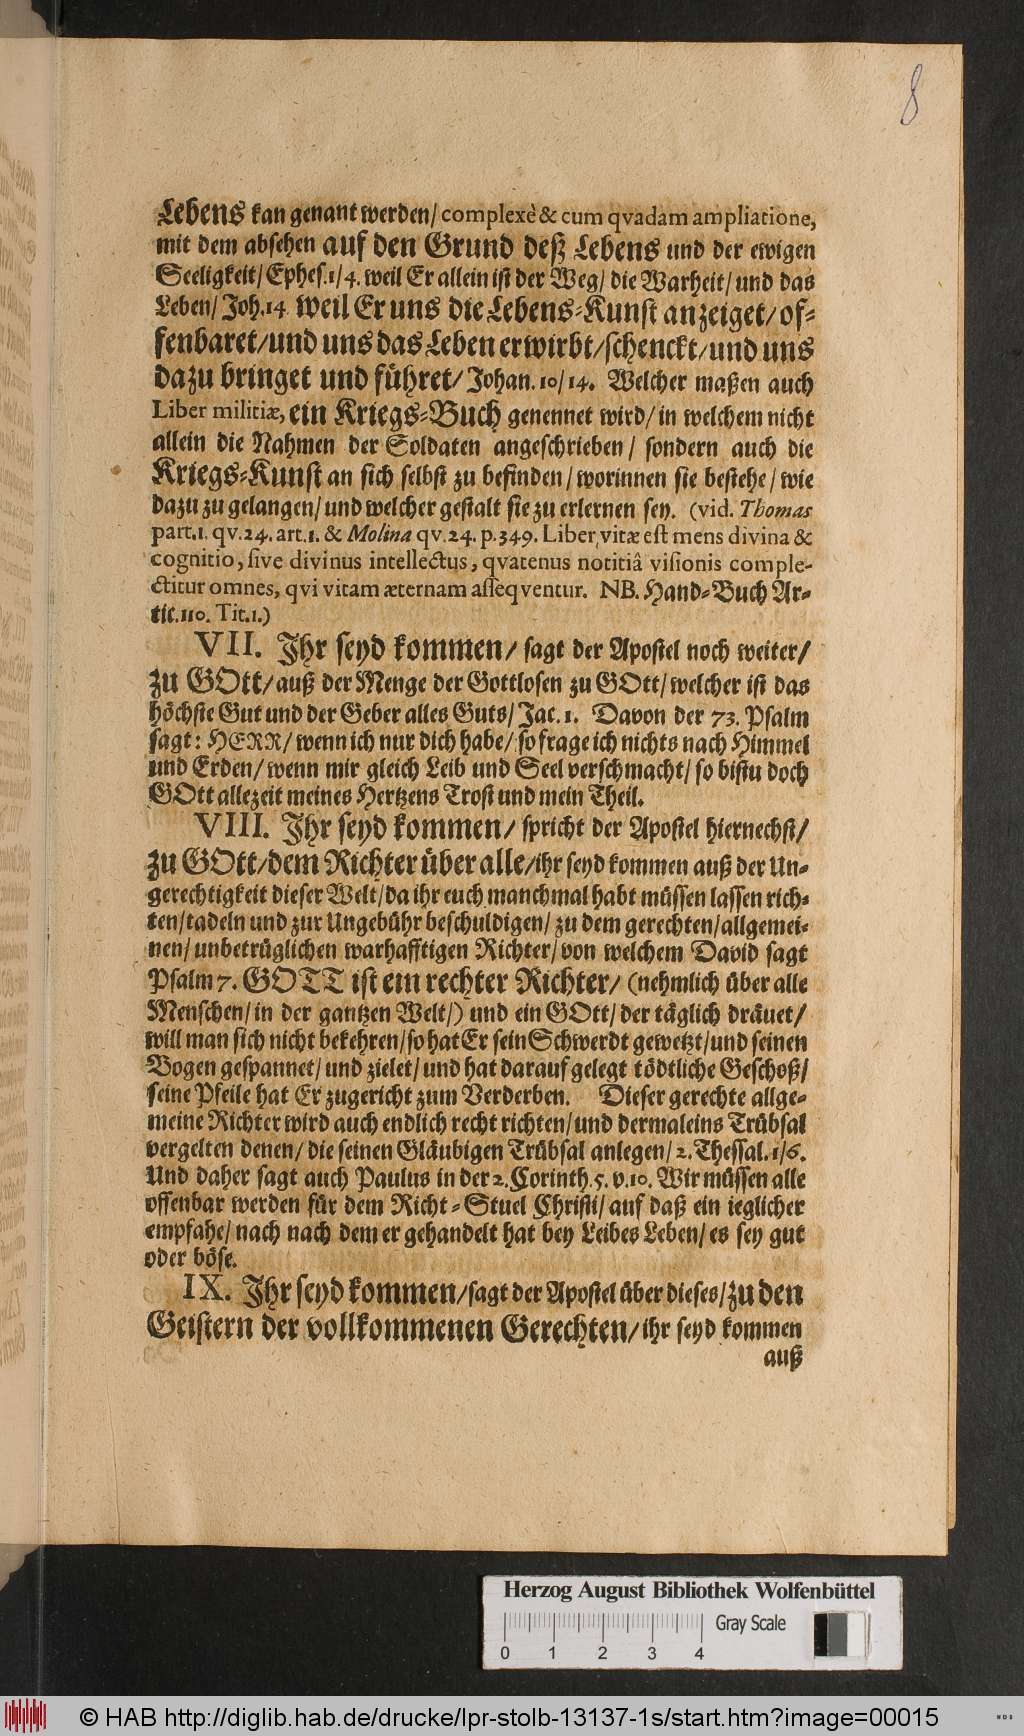 8
Lebens kan genant werden/ complexè & cum qvadam ampliatione,
mit dem absehen auf den Grund deß Lebens und der ewigen
Seeligkeit/ Ephes.1/4. weil Er allein ist der Weg/ die Warheit/ und das
Leben/ Joh.14 weil Er uns die Lebens-Kunst anzeiget/ of-
fenbaret/ und uns das Leben erwirbt/ schenckt/ und uns
dazu bringet und führet/ Johan. 10/14. Welcher maßen auch
Liber militiæ, ein Kriegs-Buch genennet wird/ in welchem nicht
allein die Nahmen der Soldaten angeschrieben/ sondern auch die
Kriegs-Kunst an sich selbst zu befinden/ worinnen sie bestehe/ wie
dazu zu gelangen/ und welcher gestalt sie zu erlernen sey. (vid. Thomas
part.1. qv.24. art.1. & Molina qv.24. p.349. Liber vitæ est mens divina &
cognitio, sive divinus intellectus, qvatenus notitiâ visionis comple-
ctitur omnes, qvi vitam æternam asseqventur. NB. Hand-Buch Ar-
tic.110. Tit.1.)
VII. Ihr seyd kommen/ sagt der Apostel noch weiter/
zu GOtt/ auß der Menge der Gottlosen zu GOtt/ welcher ist das
höchste Gut und der Geber alles Guts/ Jac. 1. Davon der 73. Psalm
sagt: HERR/ wenn ich nur dich habe/ so frage ich nichts nach Himmel
und Erden/ wenn mir gleich Leib und Seel verschmacht/ so bistu doch
GOtt allezeit meines Hertzens Trost und mein Theil.
VIII. Ihr seyd kommen/ spricht der Apostel hiernechst/
zu GOtt/ dem Richter über alle/ ihr seyd kommen auß der Un-
gerechtigkeit dieser Welt/ da ihr euch manchmal habt müssen lassen rich-
ten/ tadeln und zur Ungebühr beschuldigen/ zu dem gerechten/ allgemei-
nen/ unbetrüglichen warhafftigen Richter/ von welchem David sagt
Psalm 7. GOTT ist ein rechter Richter/ (nehmlich über alle
Menschen/ in der gantzen Welt/) und ein GOtt/ der täglich dräuet/
will man sich nicht bekehren/ so hat Er sein Schwerdt gewetzt/ und seinen
Bogen gespannet/ und zielet/ und hat darauf gelegt tödtliche Geschoß/
seine Pfeile hat Er zugericht zum Verderben. Dieser gerechte allge-
meine Richter wird auch endlich recht richten/ und dermaleins Trübsal
vergelten denen/ die seinen Gläubigen Trübsal anlegen/ 2. Thessal. 1/6.
Und daher sagt auch Paulus in der 2. Corinth. 5. v.10. Wir müssen alle
offenbar werden für dem Richt-Stuel Christi/ auf daß ein ieglicher
empfahe/ nach nach dem er gehandelt hat bey Leibes Leben/ es sey gut
oder böse.
IX. Ihr seyd kommen/ sagt der Apostel über dieses/ zu den
Geistern der vollkommenen Gerechten/ ihr seyd kommen
auß
Herzog August Bibliothek Wolfenbüttel
Gray Scale
0 1 2 3 4
© HAB http://diglib.hab.de/drucke/lpr-stolb-13137-1s/start.htm?image=00015